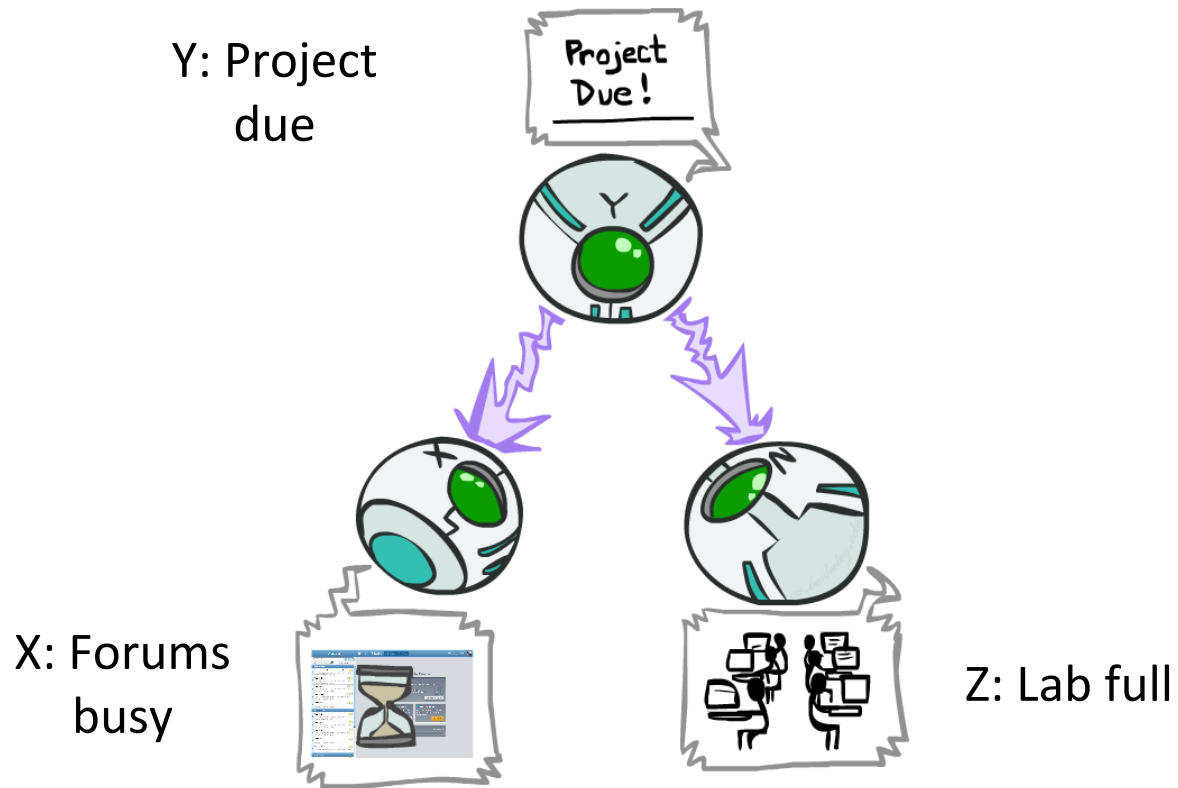 Y: Project
due
Project
Due!
Y
X
Z
X: Forums
busy
Z: Lab full